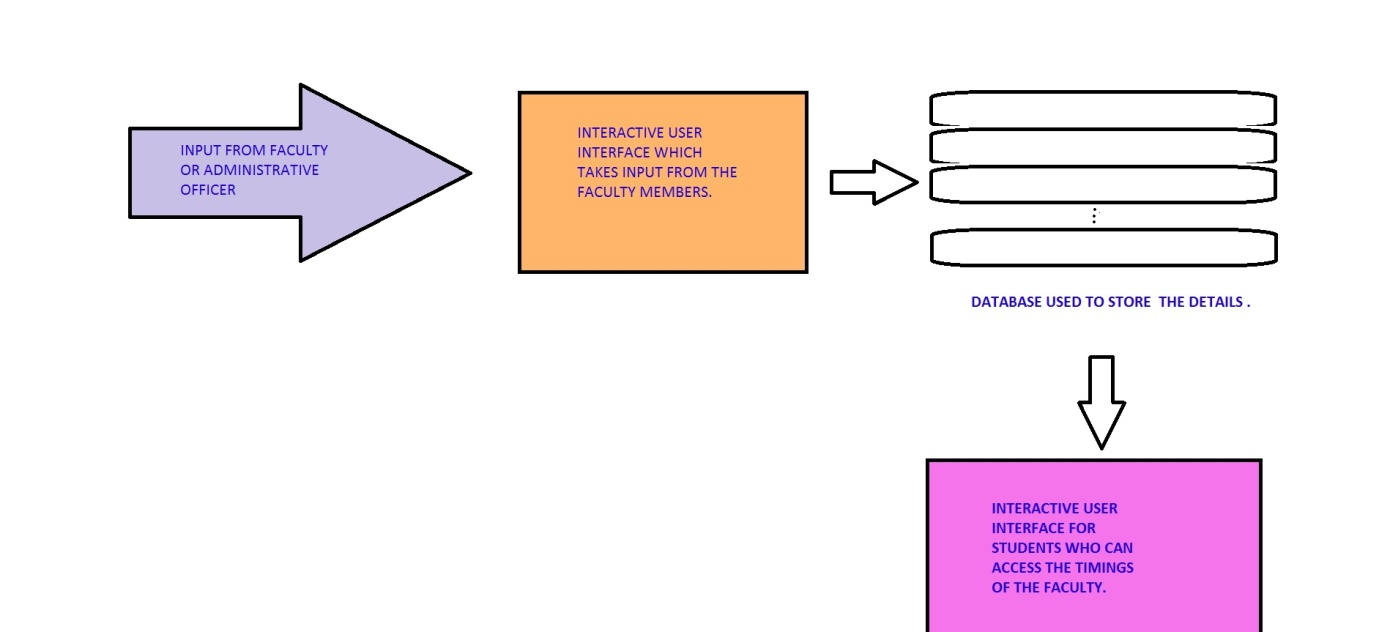 INPUT FROM FACULTY
OR ADMINISTRATIVE
OFFICER
INTERACTIVE USER
INTERFACE WHICH
TAKES INPUT FROM THE
FACULTY MEMBERS.
DATABASE USED TO STORE  THE DETAILS .
INTERACTIVE USER
INTERFACE FOR
STUDENTS WHO CAN
ACCESS THE TIMINGS
OF THE FACULTY.